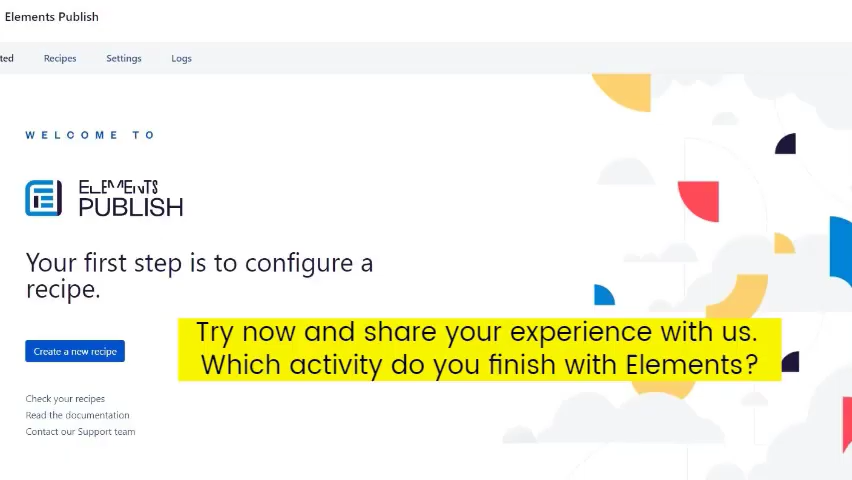 Elements Publish
ted Recipes Settings Logs
WELCOME TO
ELEMENTS
PUBLISH
Your first step is to configure a
recipe.
Try now and share your experience with us.
Which activity do you finish with Elements?
Create a new recipe
Check your recipes
Read the documentation
Contact our Support team